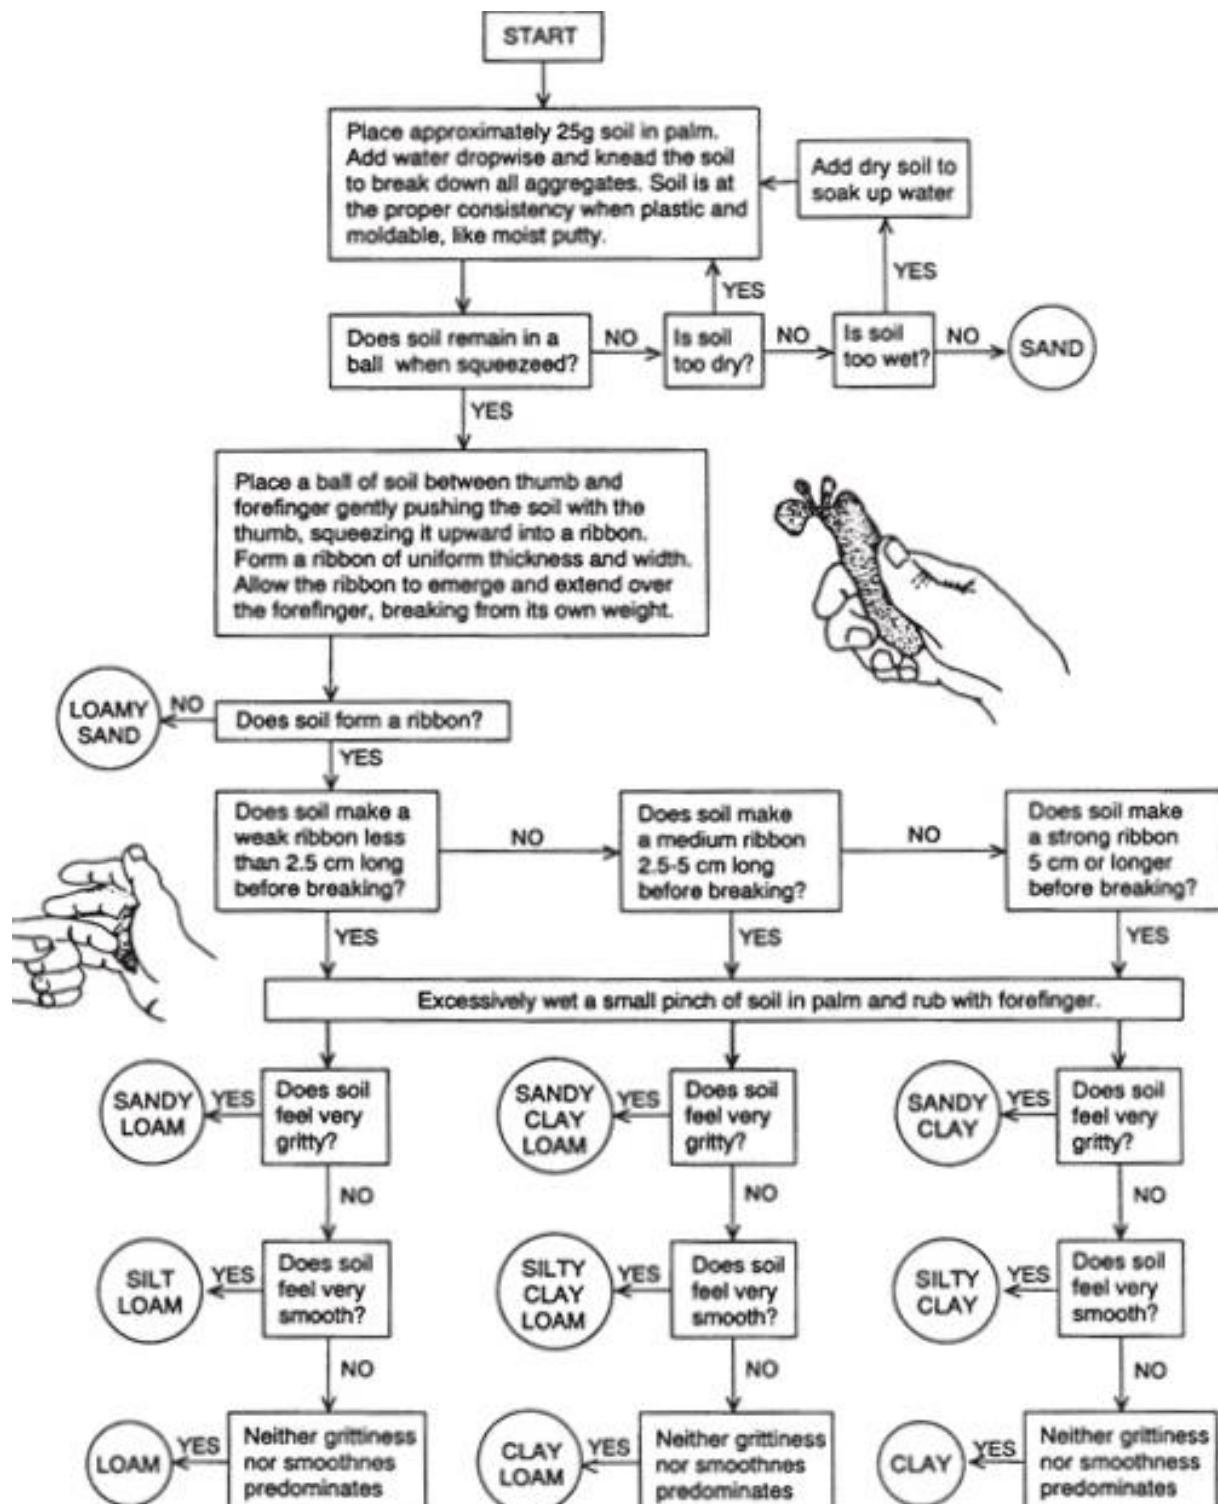 START
Place approximately 25g soil in palm.
Add water dropwise and knead the soil
to break down all aggregates. Soil is at
the proper consistency when plastic and
moldable, like moist putty.
Add dry soil to
soak up water
YES
YES
Does soil remain in a
ball when squeezeed?
NO
Is soil
too dry?
NO
Is soil
too wet?
NO
SAND
YES
Place a ball of soil between thumb and
forefinger gently pushing the soil with the
thumb, squeezing it upward into a ribbon.
Form a ribbon of uniform thickness and width.
Allow the ribbon to emerge and extend over
the forefinger, breaking from its own weight.
LOAMY
SAND
NO
Does soil form a ribbon?
YES
Does soil make a
weak ribbon less
than 2.5 cm long
before breaking?
NO
Does soil make
a medium ribbon
2.5-5 cm long
before breaking?
NO
Does soil make
a strong ribbon
5 cm or longer
before breaking?
YES
YES
YES
Excessively wet a small pinch of soil in palm and rub with forefinger.
SANDY
LOAM
YES
Does soil
feel very
gritty?
SANDY
CLAY
LOAM
YES
Does soil
feel very
gritty?
SANDY
CLAY
YES
Does soil
feel very
gritty?
NO
NO
NO
SILT
LOAM
YES
Does soil
feel very
smooth?
SILTY
CLAY
LOAM
YES
Does soil
feel very
smooth?
SILTY
CLAY
YES
Does soil
feel very
smooth?
NO
NO
NO
LOAM
YES
Neither grittiness
nor smoothnes
predominates
CLAY
LOAM
YES
Neither grittiness
nor smoothnes
predominates
CLAY
YES
Neither grittiness
nor smoothness
predominates